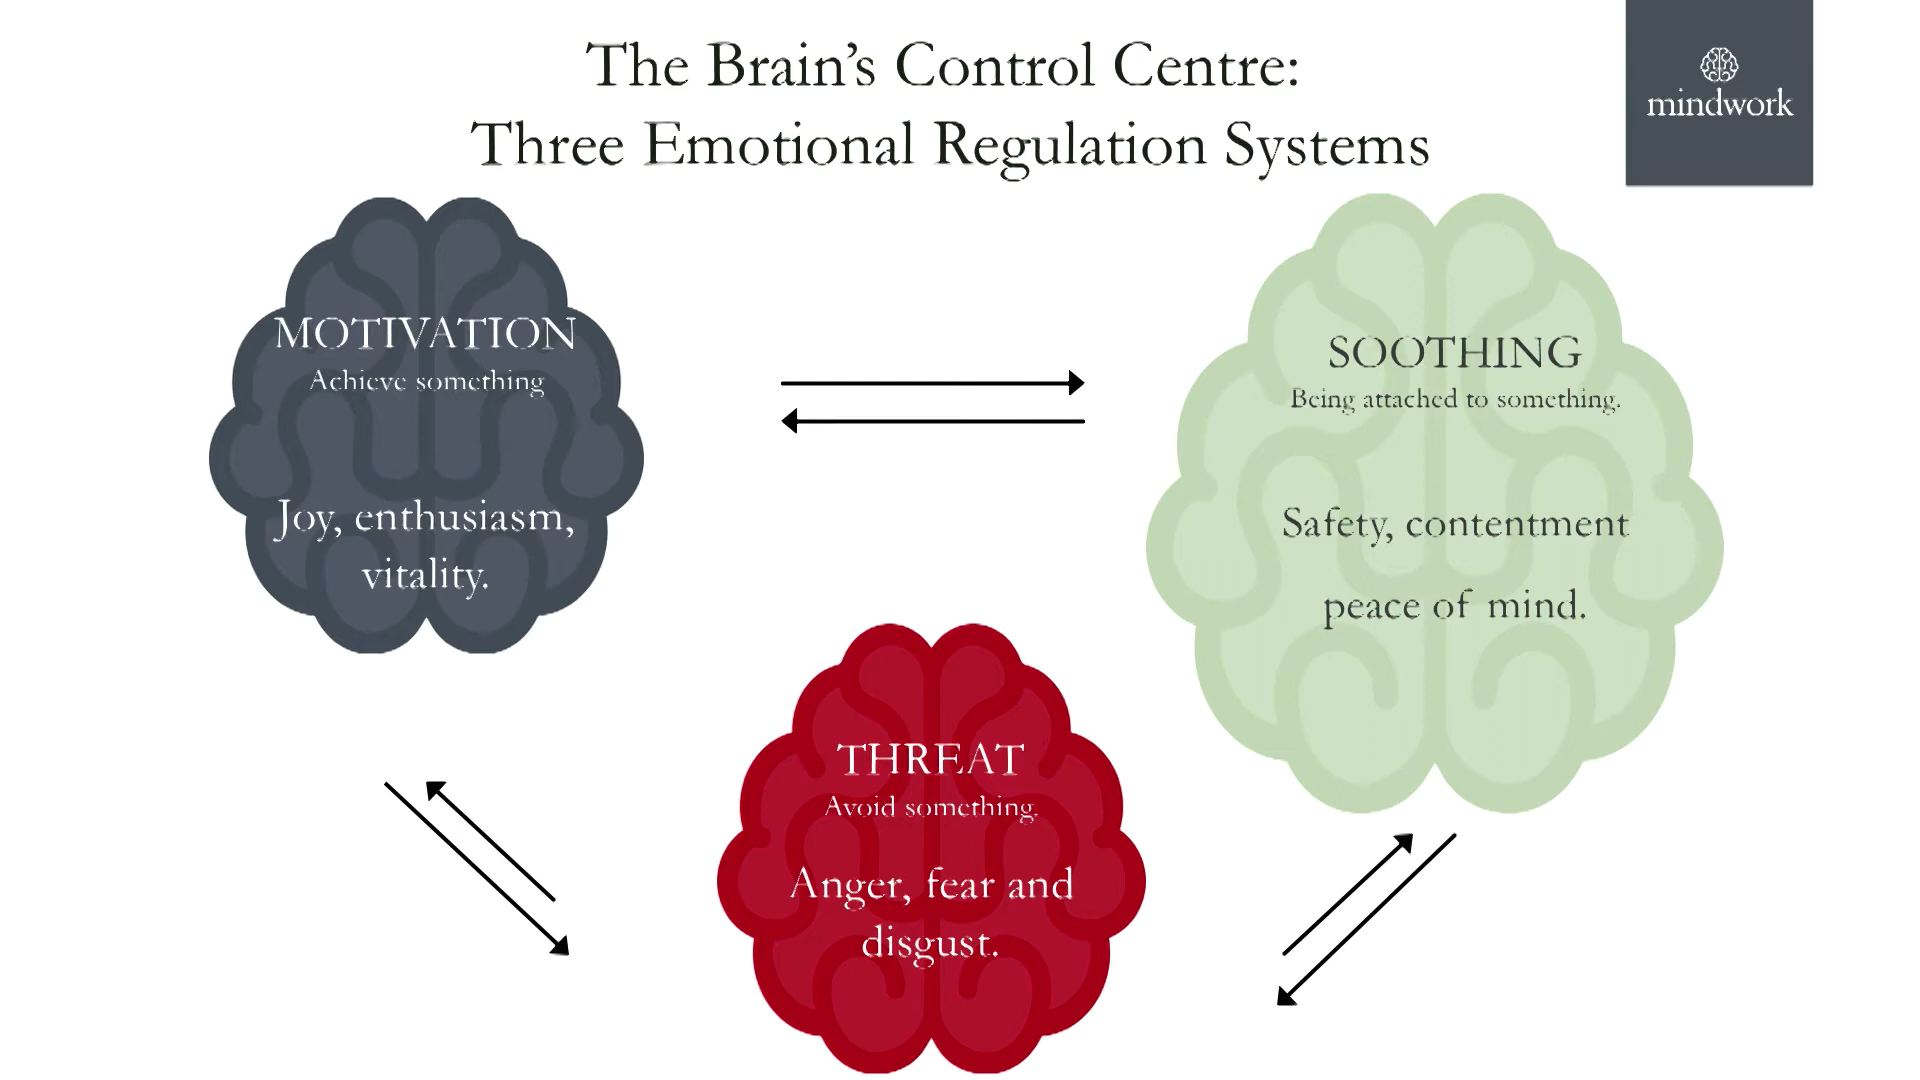 The Brain's Control Centre:
Three Emotional Regulation Systems
mindwork
MOTIVATION
Achieve something
Joy, enthusiasm,
vitality.
SOOTHING
Being attached to something.
Safety, contentment
peace of mind.
THREAT
Avoid something.
Anger, fear and
disgust.